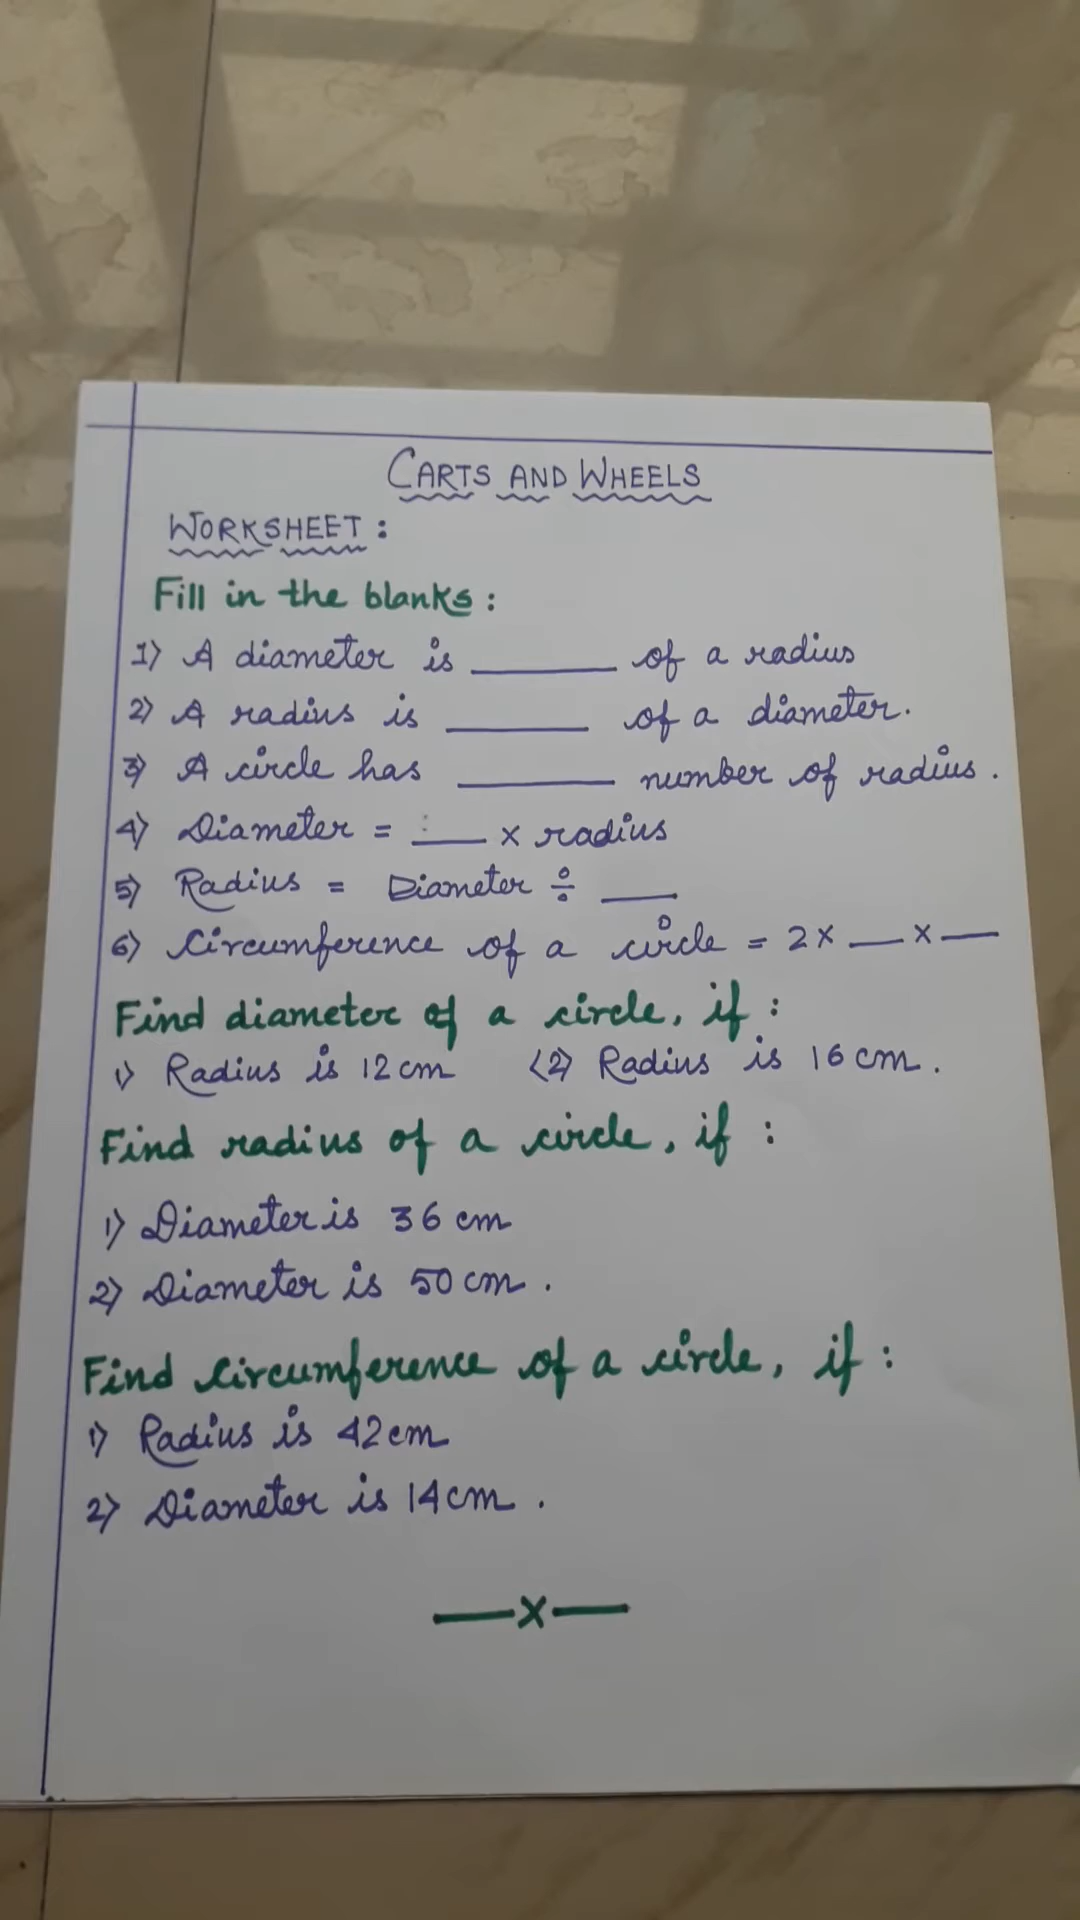 CARTS AND WHEELS
WORKSHEET :
Fill in the blanks :
1) A diameter is ______ of a radius
2) A radius is ______ of a diameter.
3) A circle has ______ number of radius.
4) Diameter = ___ × radius
5) Radius = Diameter ÷ ___
6) Circumference of a circle = 2 × __ × __
Find diameter of a circle, if :
1) Radius is 12 cm (2) Radius is 16 cm.
Find radius of a circle, if :
1) Diameter is 36 cm
2) Diameter is 50 cm.
Find circumference of a circle, if :
1) Radius is 42 cm
2) Diameter is 14 cm.
—x—